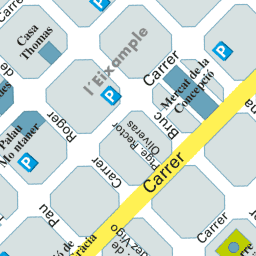 Casa
Thomas
l'Eixample
Carrer
Mercat de la
Concepció
de
P
P
Palau
Montaner
Roger
Bruc
Ptge Rector
Oliveras
P
Carrer
Carrer
Pau
Carrer